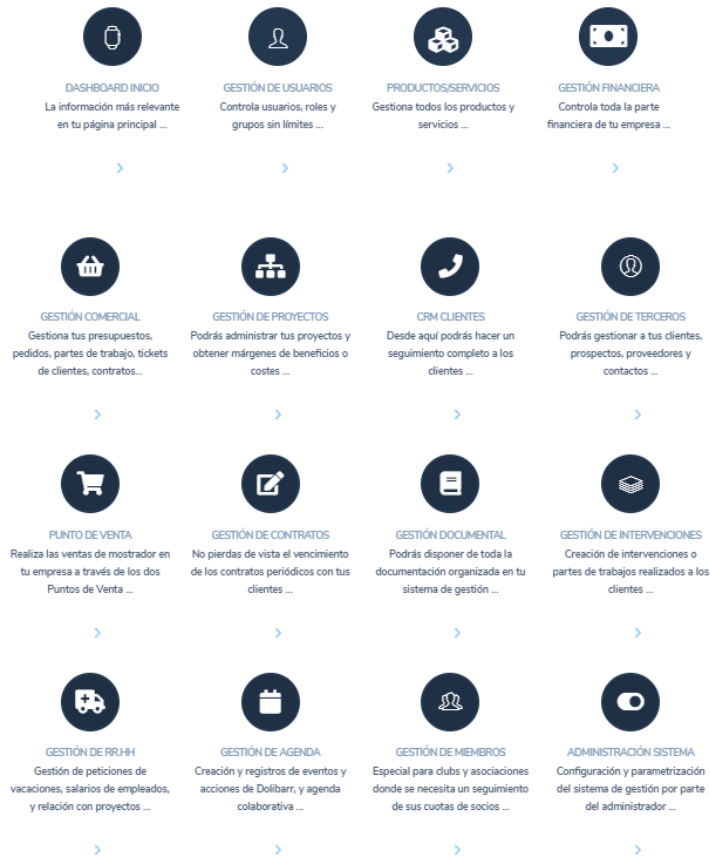 DASHBOARD INICIO
La información más relevante
en tu página principal ...
GESTIÓN DE USUARIOS
Controla usuarios, roles y
grupos sin límites ...
PRODUCTOS/SERVICIOS
Gestiona todos los productos y
servicios ...
GESTIÓN FINANCIERA
Controla toda la parte
financiera de tu empresa ...
GESTIÓN COMERCIAL
Gestiona tus presupuestos,
pedidos, partes de trabajo, tickets
de clientes, contratos...
GESTIÓN DE PROYECTOS
Podrás administrar tus proyectos y
obtener márgenes de beneficios o
costes ...
CRM CLIENTES
Desde aquí podrás hacer un
seguimiento completo a los
clientes ...
GESTIÓN DE TERCEROS
Podrás gestionar a tus clientes,
prospectos, proveedores y
contactos ...
PUNTO DE VENTA
Realiza las ventas de mostrador en
tu empresa a través de los dos
Puntos de Venta ...
GESTIÓN DE CONTRATOS
No pierdas de vista el vencimiento
de los contratos periódicos con tus
clientes ...
GESTIÓN DOCUMENTAL
Podrás disponer de toda la
documentación organizada en tu
sistema de gestión ...
GESTIÓN DE INTERVENCIONES
Creación de intervenciones o
partes de trabajos realizados a los
clientes ...
GESTIÓN DE RR.HH
Gestión de peticiones de
vacaciones, salarios de empleados,
y relación con proyectos ...
GESTIÓN DE AGENDA
Creación y registros de eventos y
acciones de Dolibarr, y agenda
colaborativa ...
GESTIÓN DE MIEMBROS
Especial para clubs y asociaciones
donde se necesita un seguimiento
de sus cuotas de socios ...
ADMINISTRACIÓN SISTEMA
Configuración y parametrización
del sistema de gestión por parte
del administrador ...